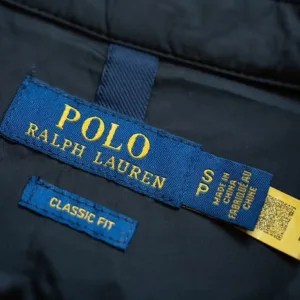 POLO
RALPH LAUREN
S
P
MADE IN
CHINA
FABRIQUÉ AU
CHINE
CLASSIC FIT